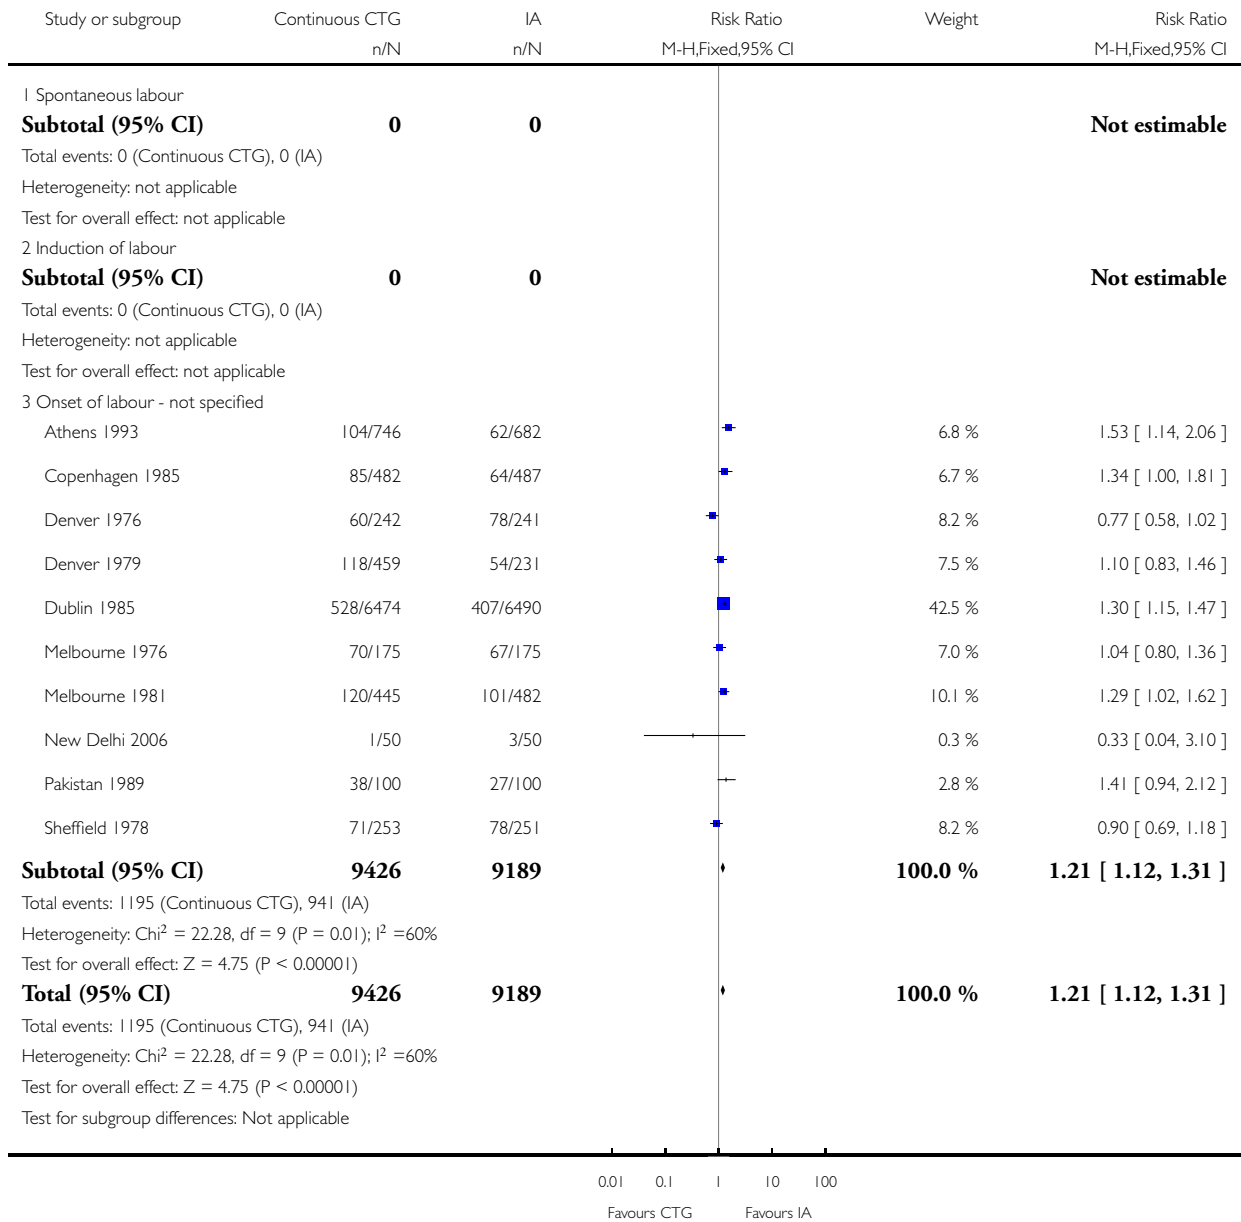 Study or subgroup Continuous CTG IA Risk Ratio Weight Risk Ratio
n/N n/N M-H,Fixed,95% CI M-H,Fixed,95% CI
1 Spontaneous labour
Subtotal (95% CI) 0 0 Not estimable
Total events: 0 (Continuous CTG), 0 (IA)
Heterogeneity: not applicable
Test for overall effect: not applicable
2 Induction of labour
Subtotal (95% CI) 0 0 Not estimable
Total events: 0 (Continuous CTG), 0 (IA)
Heterogeneity: not applicable
Test for overall effect: not applicable
3 Onset of labour - not specified
Athens 1993 104/746 62/682 6.8 % 1.53 [ 1.14, 2.06 ]
Copenhagen 1985 85/482 64/487 6.7 % 1.34 [ 1.00, 1.81 ]
Denver 1976 60/242 78/241 8.2 % 0.77 [ 0.58, 1.02 ]
Denver 1979 118/459 54/231 7.5 % 1.10 [ 0.83, 1.46 ]
Dublin 1985 528/6474 407/6490 42.5 % 1.30 [ 1.15, 1.47 ]
Melbourne 1976 70/175 67/175 7.0 % 1.04 [ 0.80, 1.36 ]
Melbourne 1981 120/445 101/482 10.1 % 1.29 [ 1.02, 1.62 ]
New Delhi 2006 1/50 3/50 0.3 % 0.33 [ 0.04, 3.10 ]
Pakistan 1989 38/100 27/100 2.8 % 1.41 [ 0.94, 2.12 ]
Sheffield 1978 71/253 78/251 8.2 % 0.90 [ 0.69, 1.18 ]
Subtotal (95% CI) 9426 9189 100.0 % 1.21 [ 1.12, 1.31 ]
Total events: 1195 (Continuous CTG), 941 (IA)
Heterogeneity: Chi² = 22.28, df = 9 (P = 0.01); I² =60%
Test for overall effect: Z = 4.75 (P < 0.00001)
Total (95% CI) 9426 9189 100.0 % 1.21 [ 1.12, 1.31 ]
Total events: 1195 (Continuous CTG), 941 (IA)
Heterogeneity: Chi² = 22.28, df = 9 (P = 0.01); I² =60%
Test for overall effect: Z = 4.75 (P < 0.00001)
Test for subgroup differences: Not applicable
0.01 0.1 1 10 100
Favours CTG Favours IA